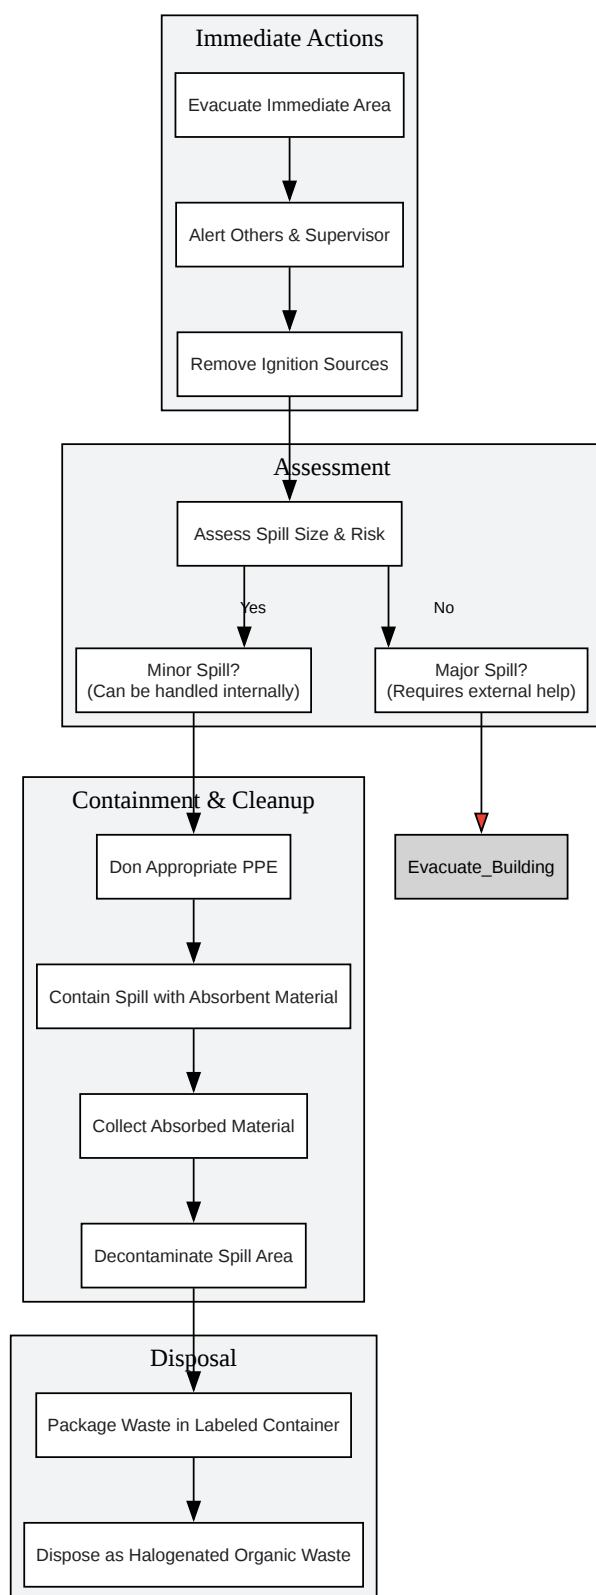 Immediate Actions
Evacuate Immediate Area
Alert Others & Supervisor
Remove Ignition Sources
Assessment
Assess Spill Size & Risk
Yes
No
Minor Spill?
(Can be handled internally)
Major Spill?
(Requires external help)
Containment & Cleanup
Don Appropriate PPE
Evacuate_Building
Contain Spill with Absorbent Material
Collect Absorbed Material
Decontaminate Spill Area
Disposal
Package Waste in Labeled Container
Dispose as Halogenated Organic Waste